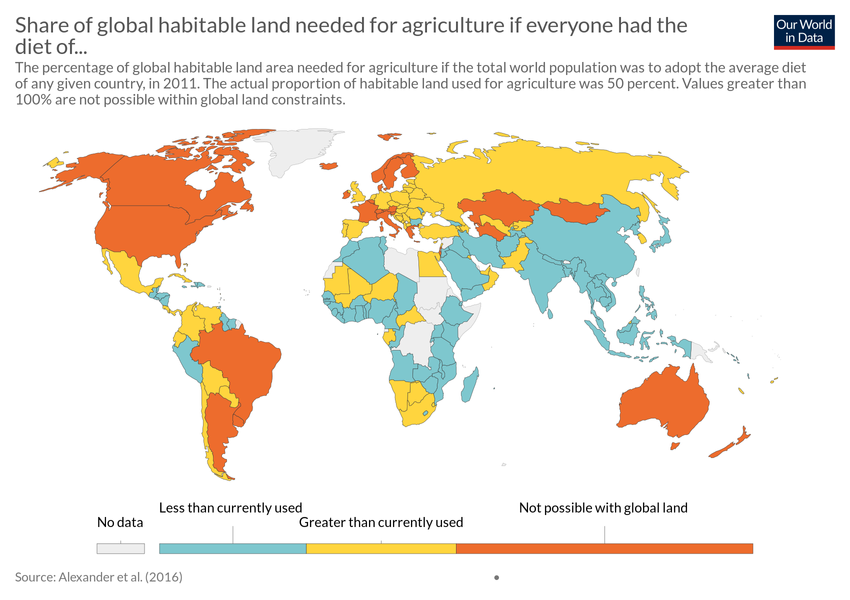 Share of global habitable land needed for agriculture if everyone had the
diet of...
Our World
in Data
The percentage of global habitable land area needed for agriculture if the total world population was to adopt the average diet
of any given country, in 2011. The actual proportion of habitable land used for agriculture was 50 percent. Values greater than
100% are not possible within global land constraints.
Less than currently used
Not possible with global land
No data
Greater than currently used
Source: Alexander et al. (2016)